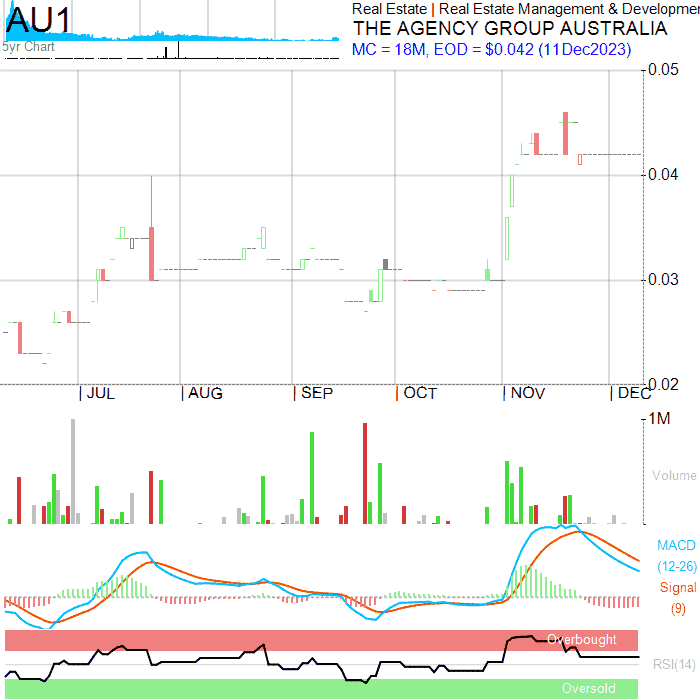 AU1
5yr Chart
Real Estate | Real Estate Management & Developmen
THE AGENCY GROUP AUSTRALIA
MC = 18M, EOD = $0.042 (11Dec2023)
0.05
0.04
0.03
0.02
JUL AUG SEP OCT NOV DEC
1M
Volume
MACD
(12-26)
Signal
(9)
Overbought
RSI(14)
Oversold